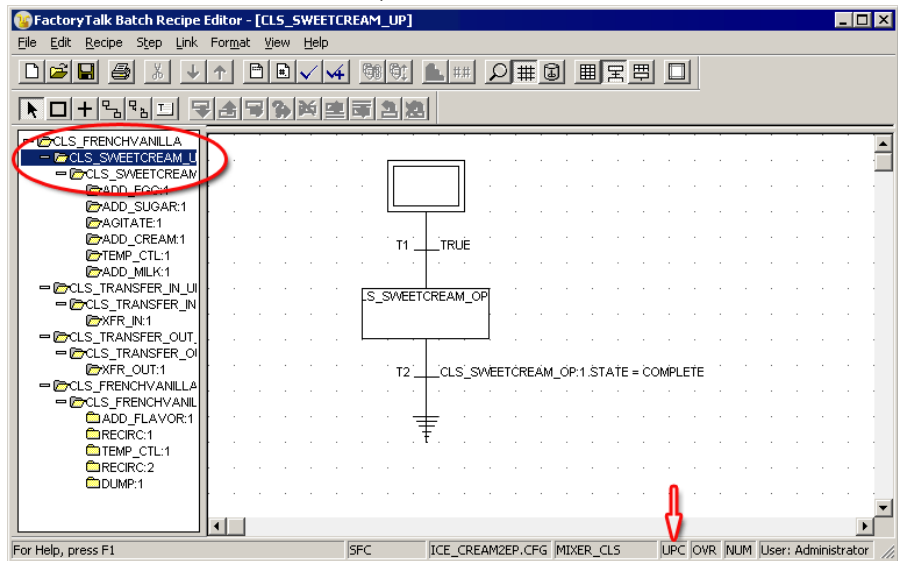 FactoryTalk Batch Recipe Editor - [CLS_SWEETCREAM_UP]
File Edit Recipe Step Link Format View Help
CLS_FRENCHVANILLA
CLS_SWEETCREAM_U
CLS_SWEETCREAM
ADD_EGG:1
ADD_SUGAR:1
AGITATE:1
ADD_CREAM:1
TEMP_CTL:1
ADD_MILK:1
CLS_TRANSFER_IN_UI
CLS_TRANSFER_IN
XFR_IN:1
CLS_TRANSFER_OUT_
CLS_TRANSFER_OI
XFR_OUT:1
CLS_FRENCHVANILLA
CLS_FRENCHVANIL
ADD_FLAVOR:1
RECIRC:1
TEMP_CTL:1
RECIRC:2
DUMP:1
T1 TRUE
LS_SWEETCREAM_OP
T2 CLS_SWEETCREAM_OP:1.STATE = COMPLETE
For Help, press F1 SFC ICE_CREAM2EP.CFG MIXER_CLS UPC OVR NUM User: Administrator